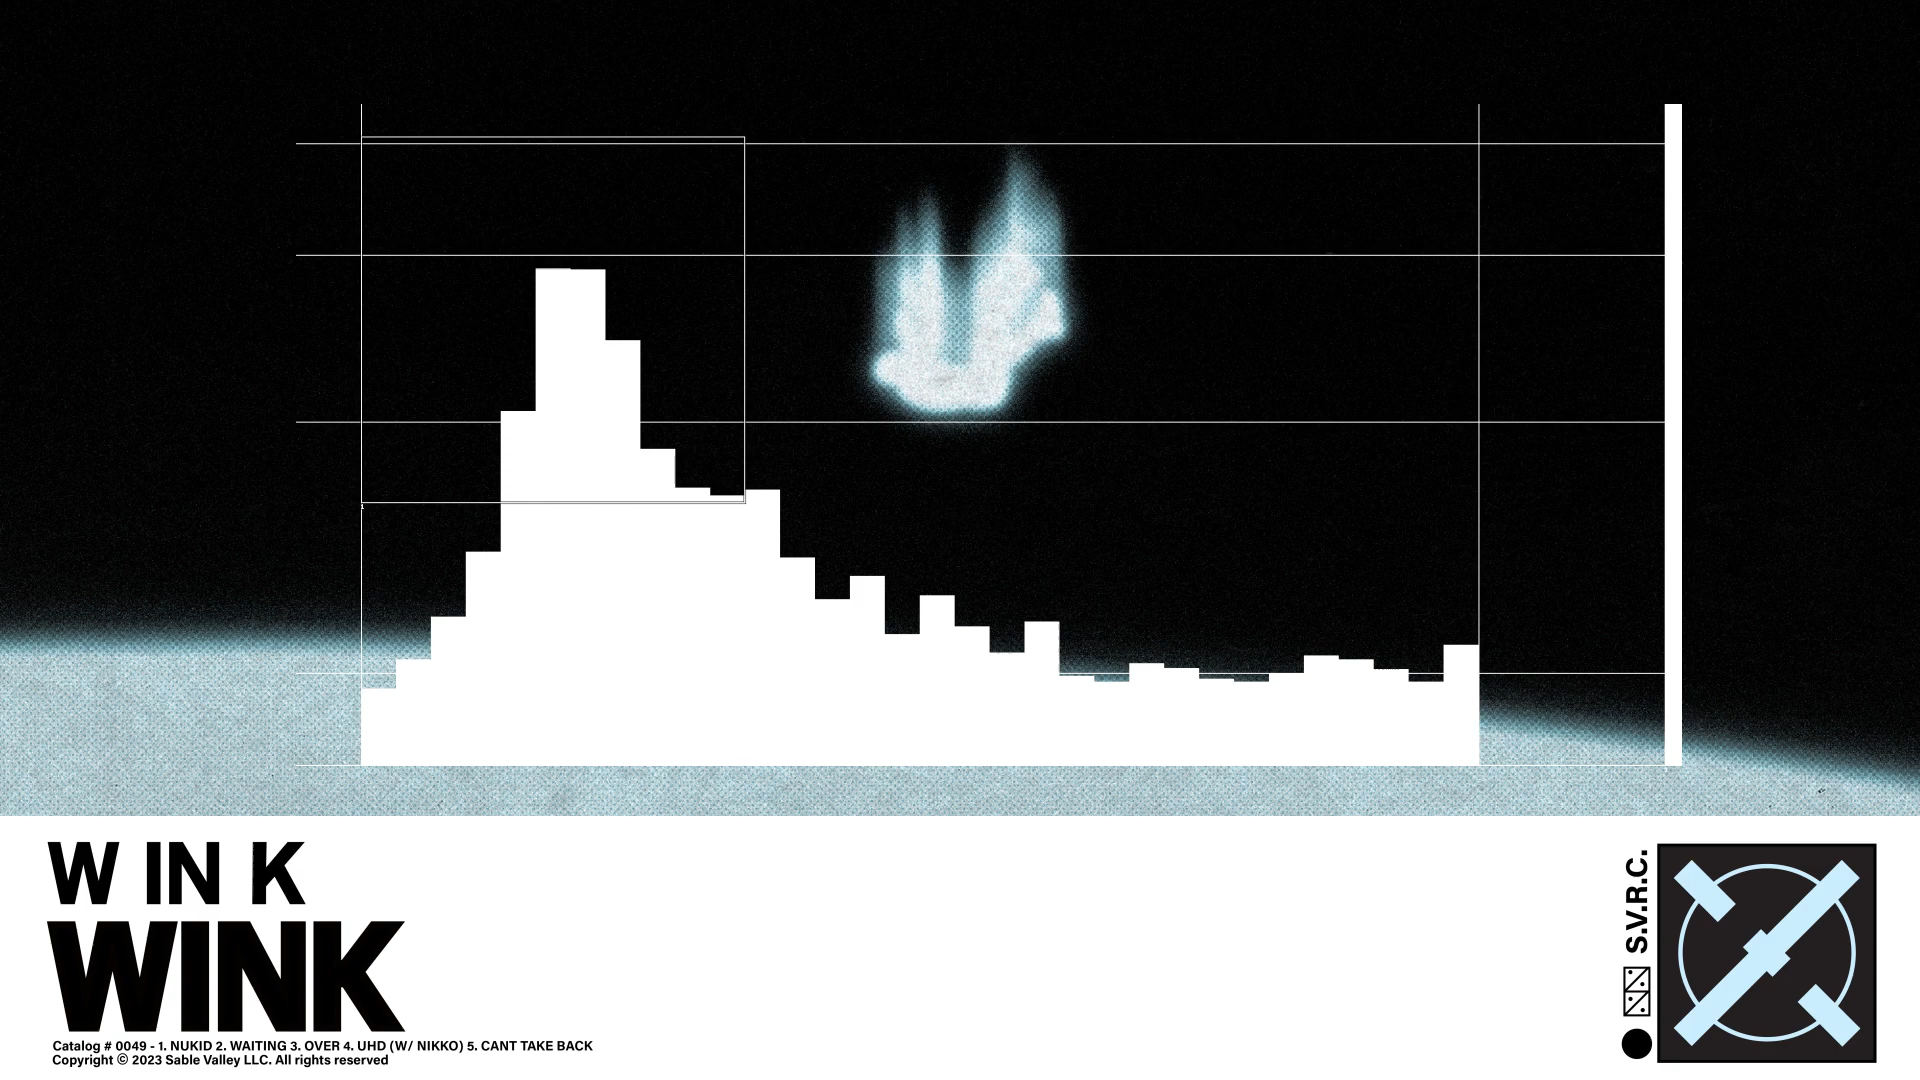 W IN K
WINK
Catalog # 0049 - 1. NUKID 2. WAITING 3. OVER 4. UHD (W/ NIKKO) 5. CANT TAKE BACK
Copyright © 2023 Sable Valley LLC. All rights reserved
S.V.R.C.